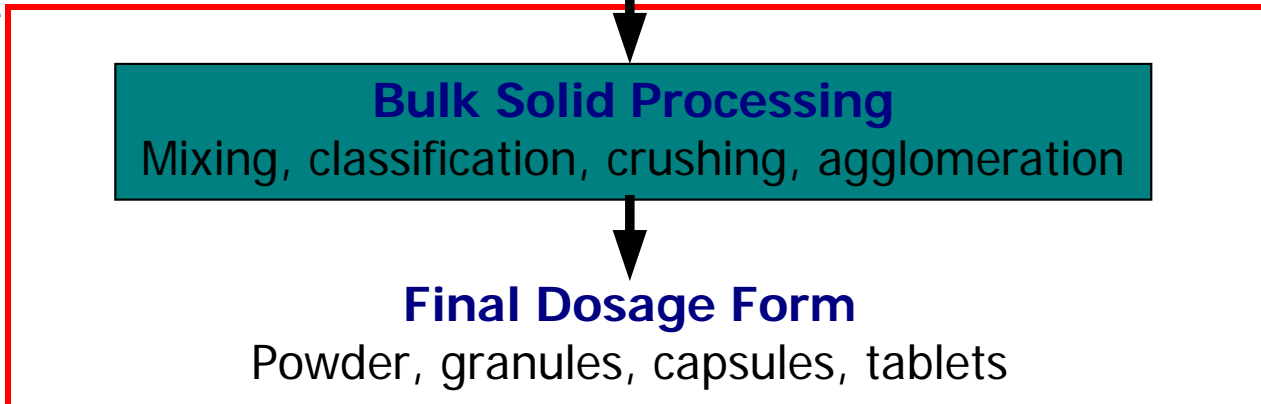 Bulk Solid Processing
Mixing, classification, crushing, agglomeration
Final Dosage Form
Powder, granules, capsules, tablets